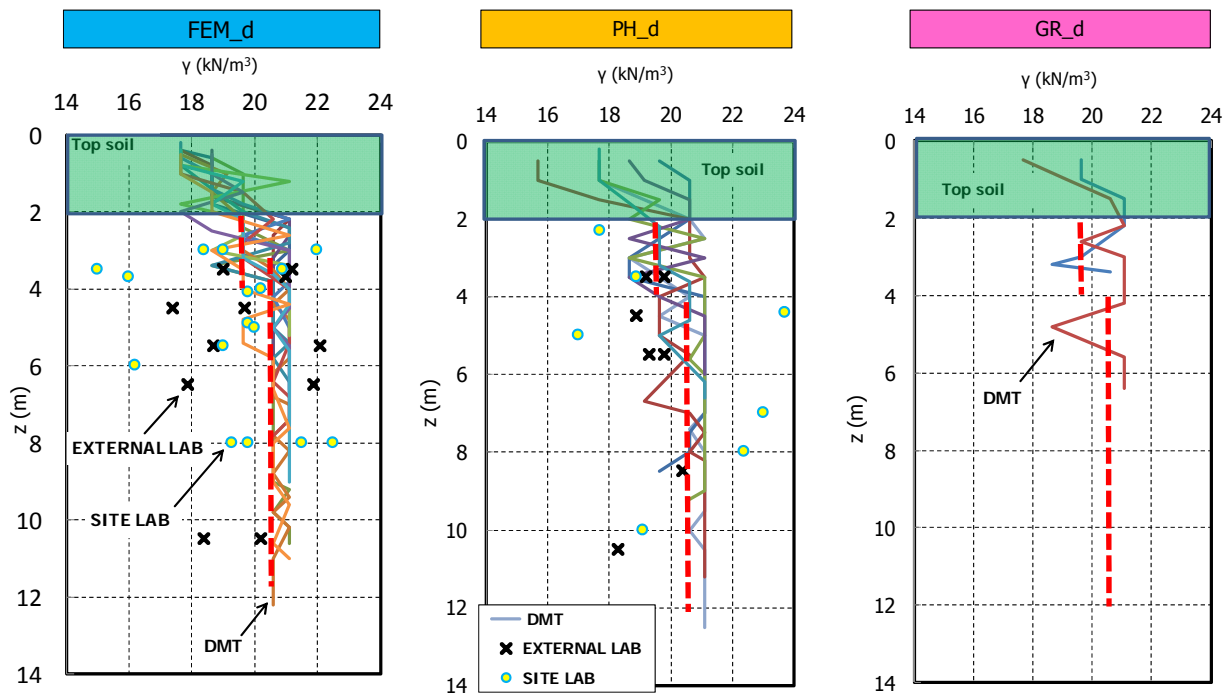 FEM_d
γ (kN/m³)
14 16 18 20 22 24
0
2
4
6
8
10
12
14
z (m)
Top soil
EXTERNAL LAB
SITE LAB
DMT
PH_d
γ (kN/m³)
14 16 18 20 22 24
0
2
4
6
8
10
12
14
z (m)
Top soil
DMT
EXTERNAL LAB
SITE LAB
GR_d
γ (kN/m³)
14 16 18 20 22 24
0
2
4
6
8
10
12
14
z (m)
Top soil
DMT